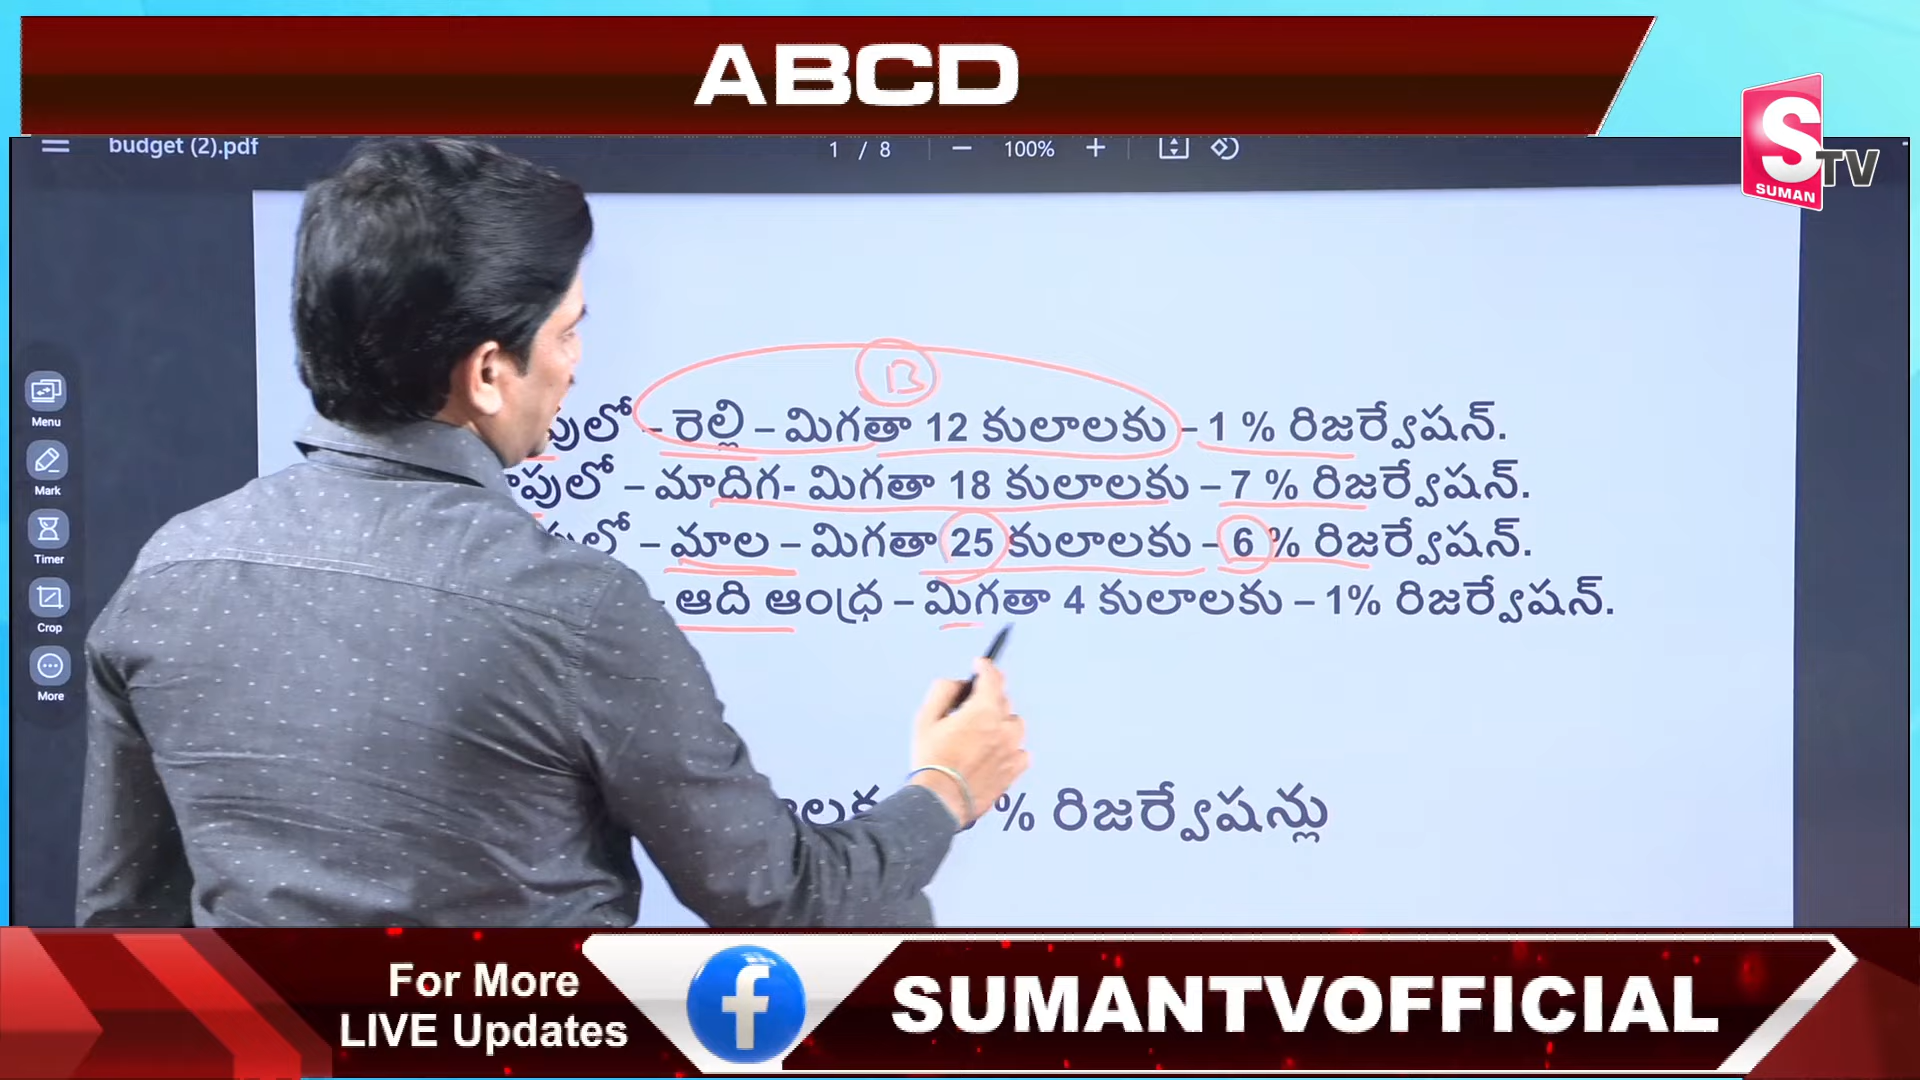 ABCD
S TV
SUMAN
budget (2).pdf
1 / 8 — 100% +
B
– రెల్లి – మిగతా 12 కులాలకు – 1 % రిజర్వేషన్.
– మాదిగ- మిగతా 18 కులాలకు – 7 % రిజర్వేషన్.
– మాల – మిగతా 25 కులాలకు – 6 % రిజర్వేషన్.
- ఆది ఆంధ్ర – మిగతా 4 కులాలకు – 1% రిజర్వేషన్.
% రిజర్వేషన్లు
Menu
Mark
Timer
Crop
More
For More
LIVE Updates
f
SUMANTVOFFICIAL